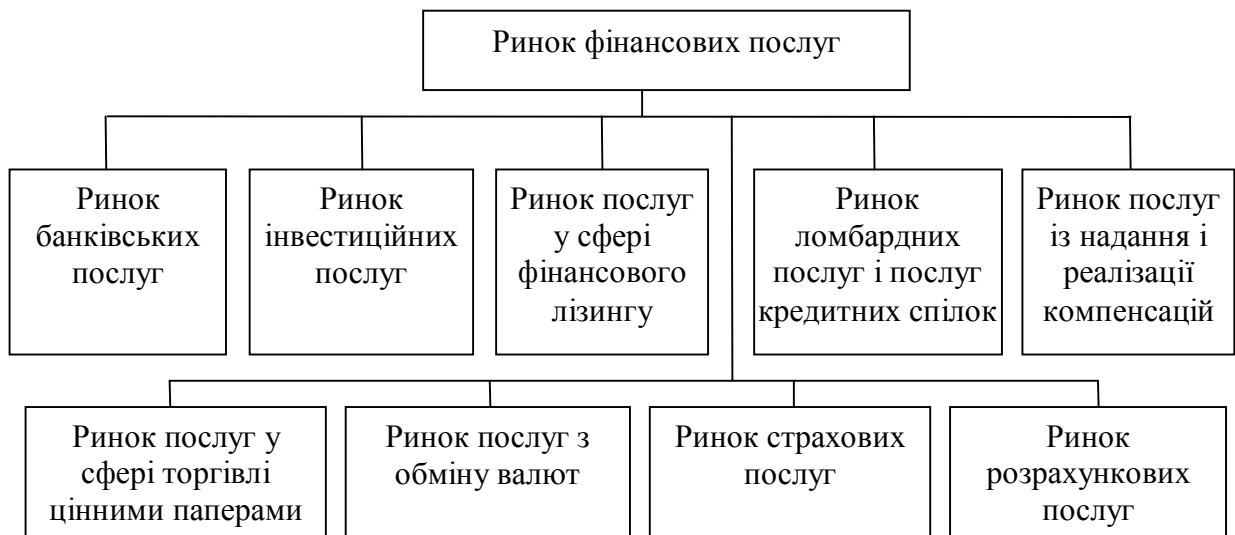 Ринок фінансових послуг
Ринок
банківських
послуг
Ринок
інвестиційних
послуг
Ринок послуг
у сфері
фінансового
лізингу
Ринок
ломбардних
послуг і послуг
кредитних спілок
Ринок послуг
із надання і
реалізації
компенсацій
Ринок послуг у
сфері торгівлі
цінними паперами
Ринок послуг з
обміну валют
Ринок страхових
послуг
Ринок
розрахункових
послуг